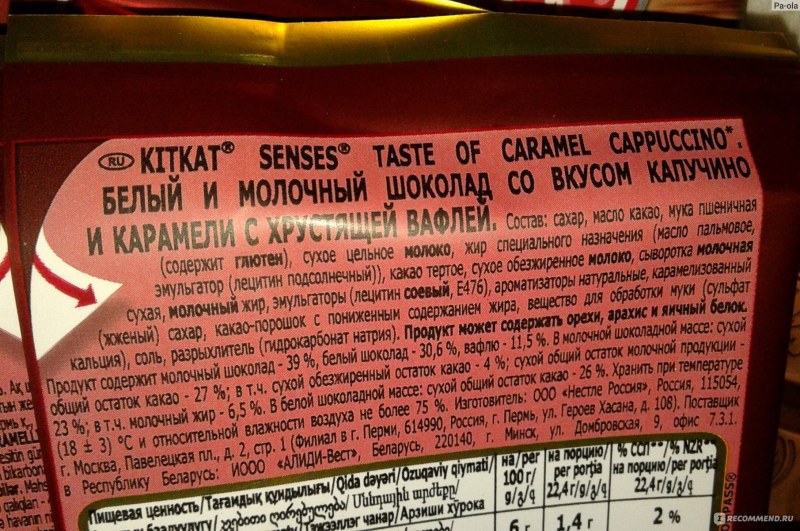 Pa-ola
RU KITKAT® SENSES® TASTE OF CARAMEL CAPPUCCINO*.
БЕЛЫЙ И МОЛОЧНЫЙ ШОКОЛАД СО ВКУСОМ КАПУЧИНО
И КАРАМЕЛИ С ХРУСТЯЩЕЙ ВАФЛЕЙ. Состав: сахар, масло какао, мука пшеничная
(содержит глютен), сухое цельное молоко, жир специального назначения (масло пальмовое,
эмульгатор (лецитин подсолнечный)), какао тертое, сухое обезжиренное молоко, сыворотка молочная
сухая, молочный жир, эмульгаторы (лецитин соевый, E476), ароматизаторы натуральные, карамелизованный
(жженый) сахар, какао-порошок с пониженным содержанием жира, вещество для обработки муки (сульфат
кальция), соль, разрыхлитель (гидрокарбонат натрия). Продукт может содержать орехи, арахис и яичный белок.
Продукт содержит молочный шоколад - 39 %, белый шоколад - 30,6 %, вафлю - 11,5 %. В молочной шоколадной массе: сухой
общий остаток какао - 27 %; в т.ч. сухой обезжиренный остаток какао - 4 %; сухой общий остаток молочной продукции -
23 %; в т.ч. молочный жир - 6,5 %. В белой шоколадной массе: сухой общий остаток какао - 26 %. Хранить при температуре
(18 ± 3) °C и относительной влажности воздуха не более 75 %. Изготовитель: ООО «Нестле Россия», Россия, 115054,
г. Москва, Павелецкая пл., д. 2, стр. 1 (Филиал в г. Перми, 614990, Россия, г. Пермь, ул. Героев Хасана, д. 108). Поставщик
в Республику Беларусь: ИООО «АЛИДИ-Вест», Беларусь, 220140, г. Минск, ул. Домбровская, 9, офис 7.3.1.
Пищевая ценность/Тағамдық құндылығы/Qida dəyəri/Ozuqaviy qiymati/
на/per 100 г/g/გ/գ
на порцию/per portion 22,4 г/g/გ/գ
% ССП**/% NZR**
на порцию/per
22,4 г/g/გ/գ
6 г
1,4 г
2 %
IRECOMMEND.RU